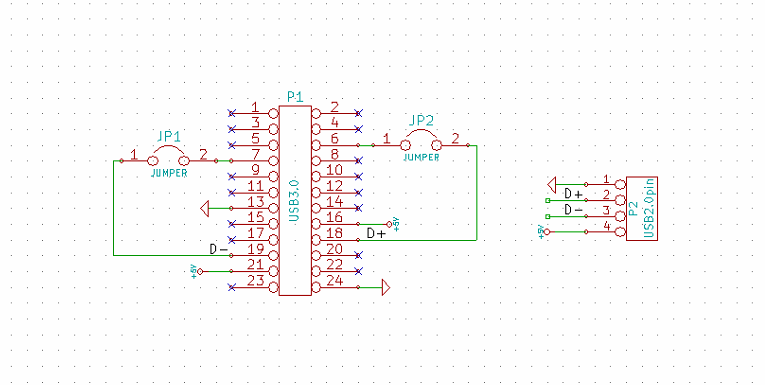 P1
1 2
3 4
JP1 JP2
5 6 1 2
1 2 7 8
JUMPER JUMPER
9 10
11 12
13 14
15 16 +5V
17 18 D+
D- 19 20
+5V 21 22
23 24
USB3.0
1
D+ 2
D- 3
+5V 4
P2
USB2.0pin